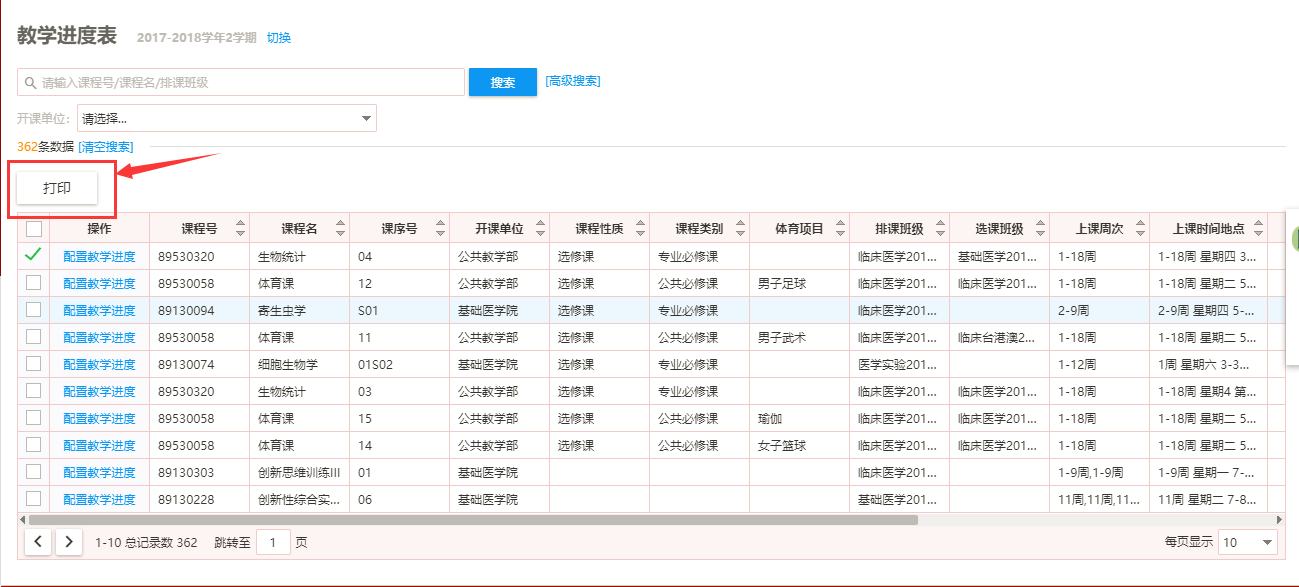 教学进度表 2017-2018学年2学期 切换
请输入课程号/课程名/排课班级 搜索 [高级搜索]
开课单位: 请选择...
362条数据 [清空搜索]
打印
操作 课程号 课程名 课序号 开课单位 课程性质 课程类别 体育项目 排课班级 选课班级 上课周次 上课时间地点
配置教学进度 89530320 生物统计 04 公共教学部 选修课 专业必修课 临床医学201... 基础医学201... 1-18周 1-18周 星期四 3...
配置教学进度 89530058 体育课 12 公共教学部 选修课 公共必修课 男子足球 临床医学201... 临床医学201... 1-18周 1-18周 星期二 5...
配置教学进度 89130094 寄生虫学 S01 基础医学院 选修课 专业必修课 临床医学201... 2-9周 2-9周 星期四 5-...
配置教学进度 89530058 体育课 11 公共教学部 选修课 公共必修课 男子武术 临床医学201... 临床台港澳2... 1-18周 1-18周 星期二 5...
配置教学进度 89130074 细胞生物学 01S02 基础医学院 选修课 专业必修课 医学实验201... 1-12周 1周 星期六 3-3...
配置教学进度 89530320 生物统计 03 公共教学部 选修课 专业必修课 临床医学201... 临床医学201... 1-18周 1-18周 星期4 第...
配置教学进度 89530058 体育课 15 公共教学部 选修课 公共必修课 瑜伽 临床医学201... 临床医学201... 1-18周 1-18周 星期二 5...
配置教学进度 89530058 体育课 14 公共教学部 选修课 公共必修课 女子篮球 临床医学201... 临床医学201... 1-18周 1-18周 星期二 5...
配置教学进度 89130303 创新思维训练III 01 基础医学院 临床医学201... 1-9周,1-9周 1-9周 星期一 7-...
配置教学进度 89130228 创新性综合实... 06 基础医学院 基础医学201... 11周,11周,11... 11周 星期二 7-8...
1-10 总记录数 362 跳转至 1 页 每页显示 10